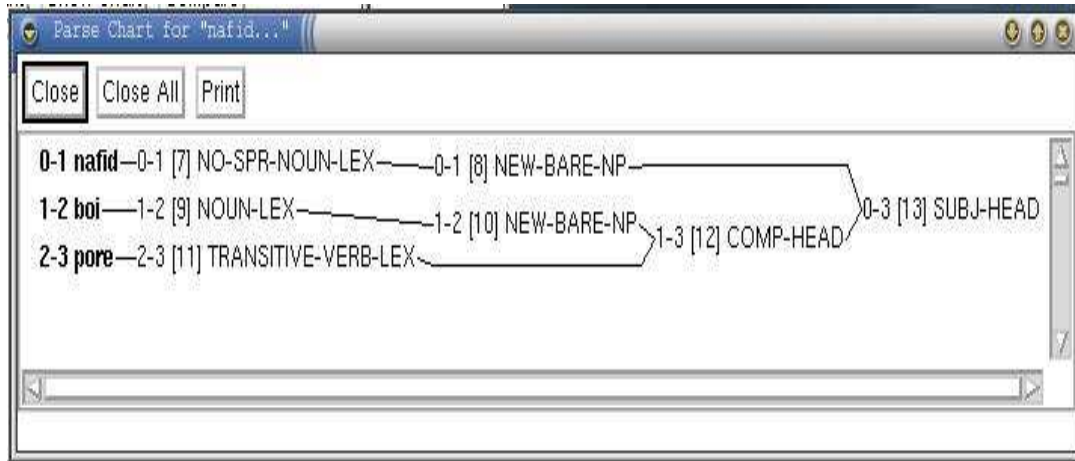 Parse Chart for "nafid..."
Close Close All Print
0-1 nafid 0-1 [7] NO-SPR-NOUN-LEX 0-1 [8] NEW-BARE-NP
1-2 boi 1-2 [9] NOUN-LEX 1-2 [10] NEW-BARE-NP 0-3 [13] SUBJ-HEAD
2-3 pore 2-3 [11] TRANSITIVE-VERB-LEX 1-3 [12] COMP-HEAD